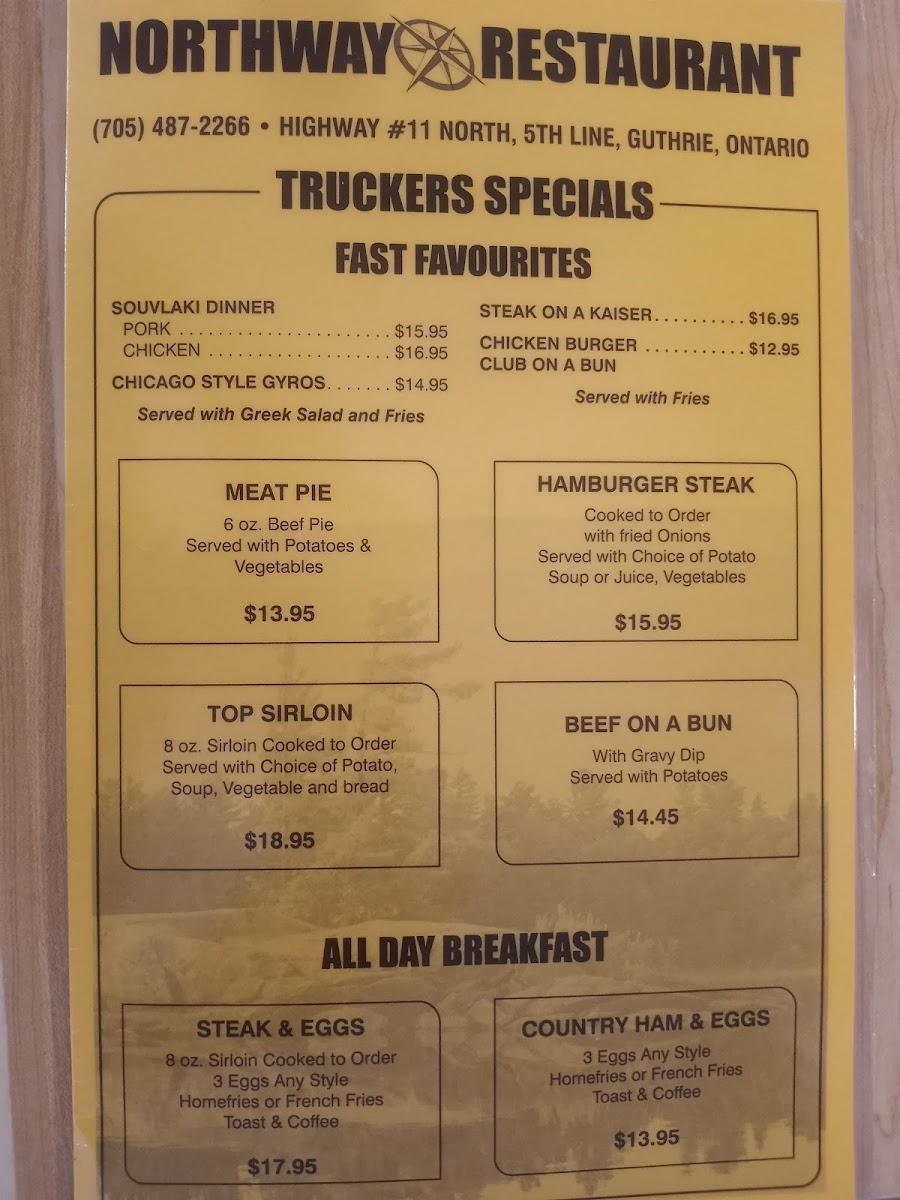 NORTHWAY RESTAURANT
(705) 487-2266 • HIGHWAY #11 NORTH, 5TH LINE, GUTHRIE, ONTARIO
TRUCKERS SPECIALS
FAST FAVOURITES
SOUVLAKI DINNER
PORK ...................... $15.95
CHICKEN ................... $16.95
CHICAGO STYLE GYROS....... $14.95
Served with Greek Salad and Fries
STEAK ON A KAISER.......... $16.95
CHICKEN BURGER ........... $12.95
CLUB ON A BUN
Served with Fries
MEAT PIE
6 oz. Beef Pie
Served with Potatoes &
Vegetables
$13.95
HAMBURGER STEAK
Cooked to Order
with fried Onions
Served with Choice of Potato
Soup or Juice, Vegetables
$15.95
TOP SIRLOIN
8 oz. Sirloin Cooked to Order
Served with Choice of Potato,
Soup, Vegetable and bread
$18.95
BEEF ON A BUN
With Gravy Dip
Served with Potatoes
$14.45
ALL DAY BREAKFAST
STEAK & EGGS
8 oz. Sirloin Cooked to Order
3 Eggs Any Style
Homefries or French Fries
Toast & Coffee
$17.95
COUNTRY HAM & EGGS
3 Eggs Any Style
Homefries or French Fries
Toast & Coffee
$13.95